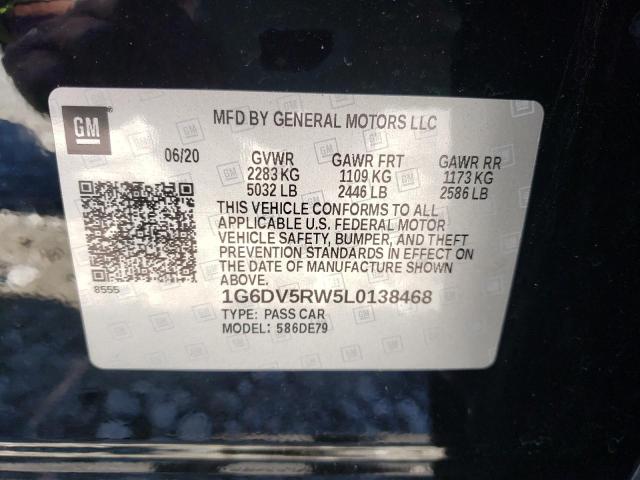 GM
MFD BY GENERAL MOTORS LLC
06/20 GVWR GAWR FRT GAWR RR
2283 KG 1109 KG 1173 KG
5032 LB 2446 LB 2586 LB
THIS VEHICLE CONFORMS TO ALL
APPLICABLE U.S. FEDERAL MOTOR
VEHICLE SAFETY, BUMPER, AND THEFT
PREVENTION STANDARDS IN EFFECT ON
THE DATE OF MANUFACTURE SHOWN
ABOVE.
8555
1G6DV5RW5L0138468
TYPE: PASS CAR
MODEL: 586DE79